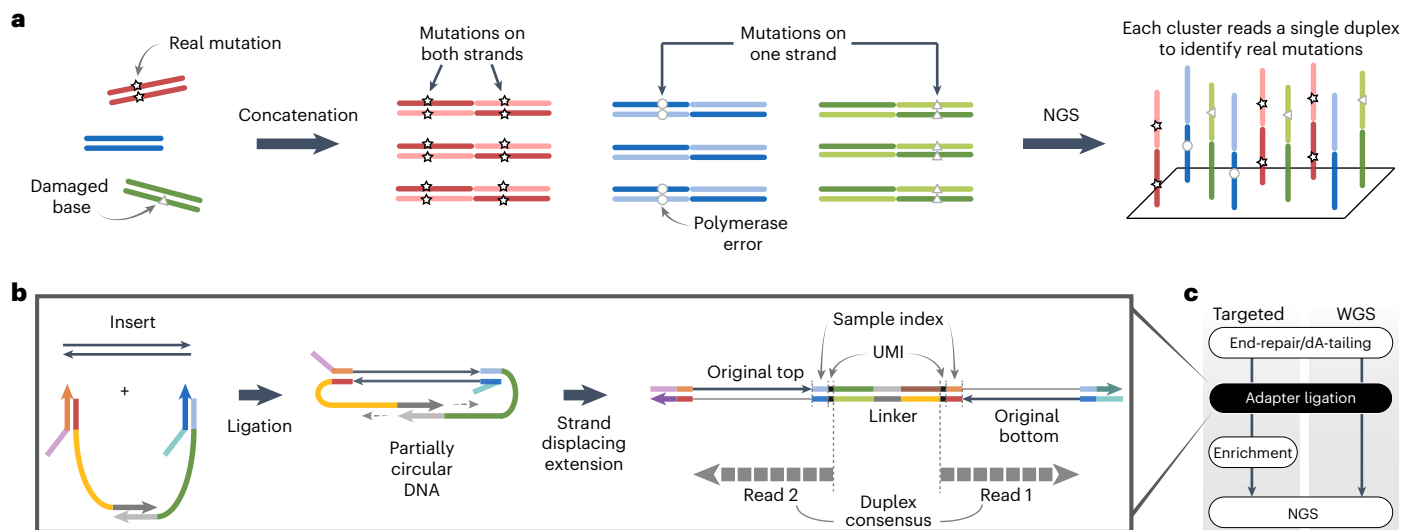 a
Real mutation
Damaged
base
Concatenation
Mutations on
both strands
Mutations on
one strand
Polymerase
error
NGS
Each cluster reads a single duplex
to identify real mutations
b
Insert
+
Ligation
Partially
circular
DNA
Strand
displacing
extension
Sample index
UMI
Original top
Linker
Original
bottom
Read 2
Read 1
Duplex
consensus
c
Targeted
WGS
End-repair/dA-tailing
Adapter ligation
Enrichment
NGS